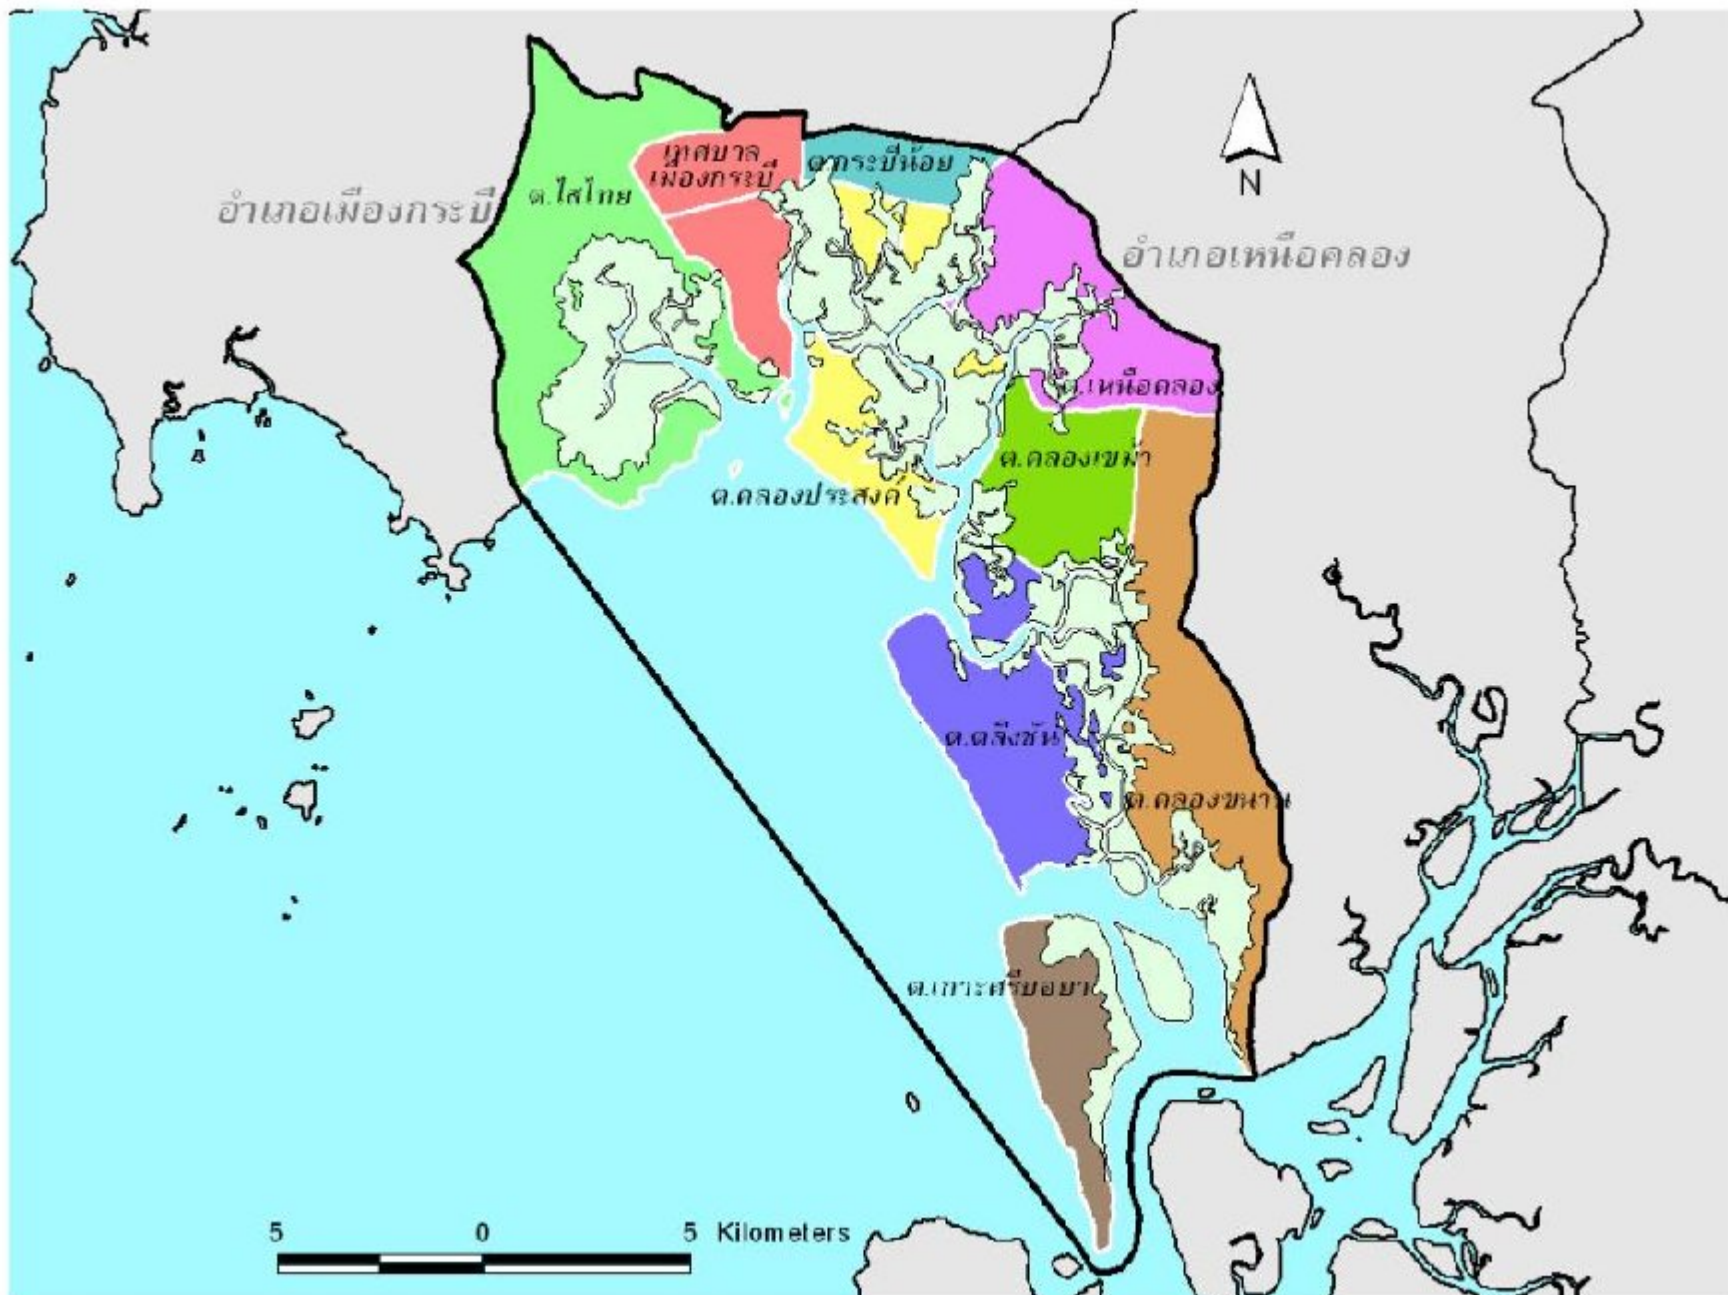 เทศบาล
เมืองกระบี่
ต.กระบี่น้อย
N
ต.ไสไทย
อำเภอเมืองกระบี่
อำเภอเหนือคลอง
ต.เหนือคลอง
ต.คลองเขม้า
ต.คลองประสงค์
ต.ตลิ่งชัน
ต.คลองขนาน
ต.เกาะศรีบอยา
5 0 5 Kilometers